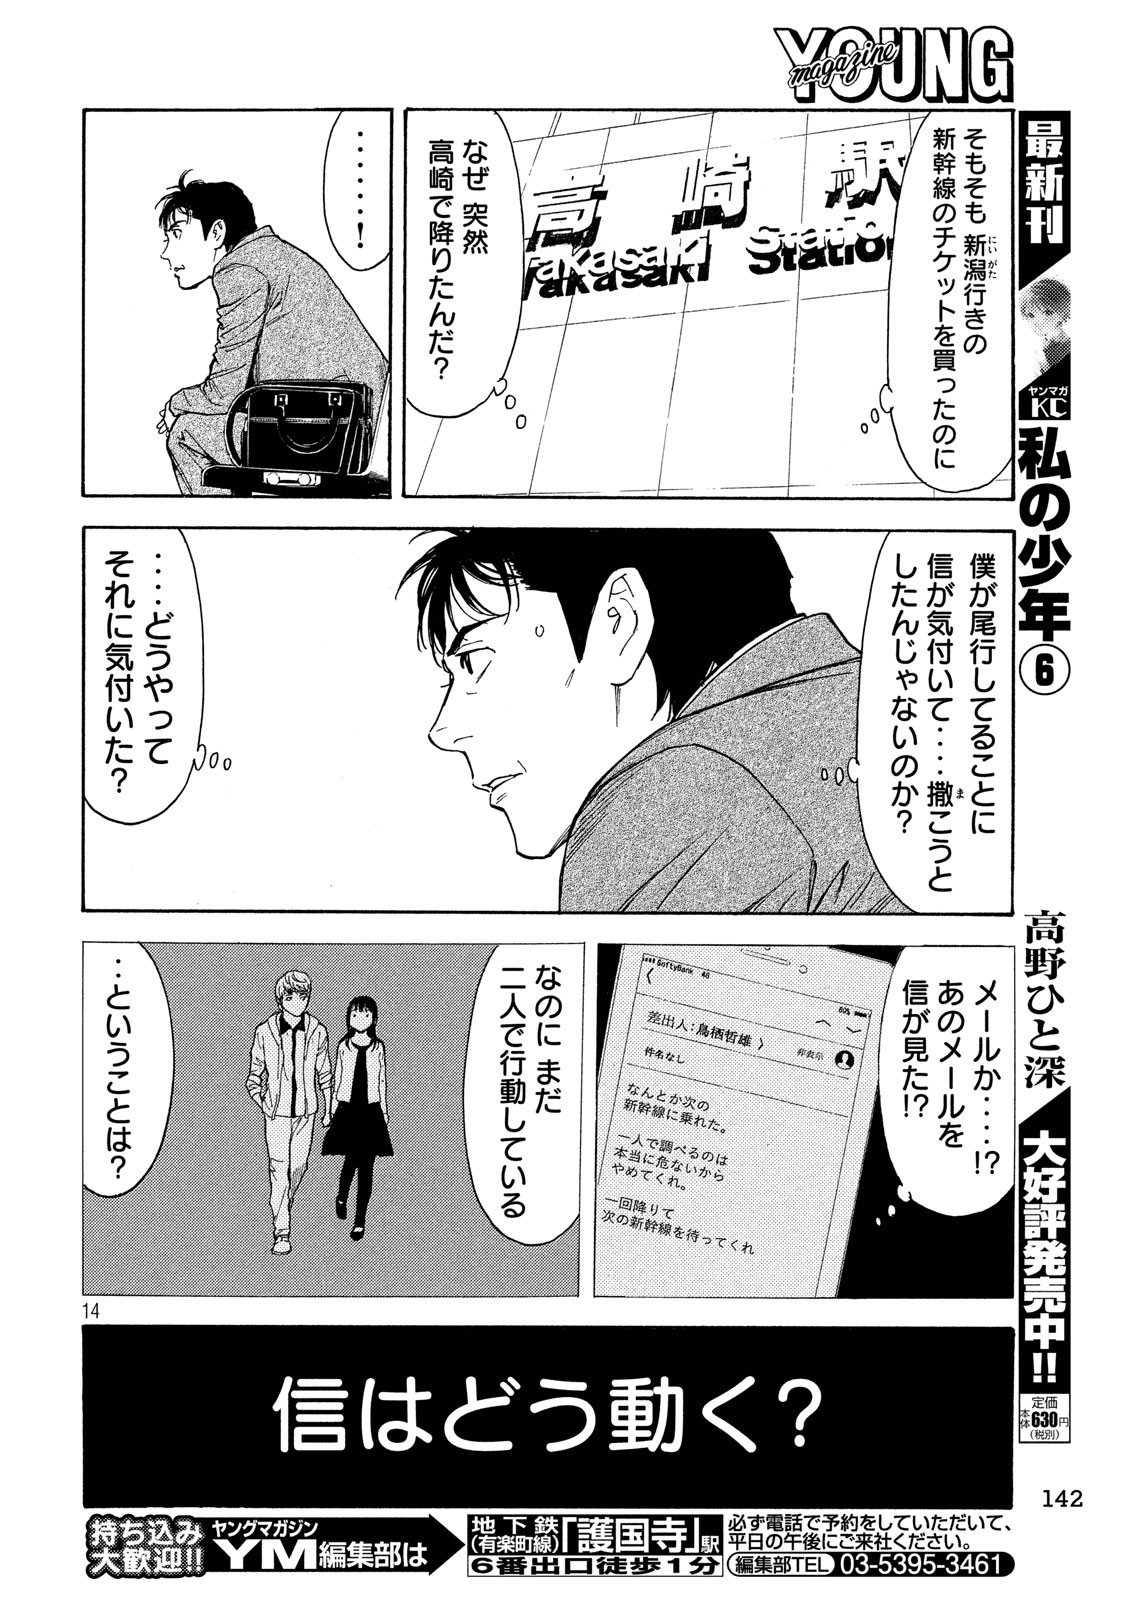 YOUNG
magazine
そもそも 新潟行きの
にいがた
新幹線のチケットを買ったのに
高崎駅
Takasaki Station
なぜ 突然
高崎で降りたんだ？
・・・・・・！
僕が尾行してることに
信が気付いて・・・・撒こうと
ま
したんじゃないのか？
・・・・どうやって
それに気付いた？
メールか・・・・!?
あのメールを
信が見た!?
SoftyBank 4G
80%
差出人：鳥栖哲雄 〉
非表示
件名なし
なんとか次の
新幹線に乗れた。
一人で調べるのは
本当に危ないから
やめてくれ。
一回降りて
次の新幹線を待ってくれ
なのに まだ
二人で行動している
・・ということは？
14
信はどう動く？
最新刊
ヤンマガ
KC
私の少年⑥
高野ひと深
大好評発売中!!
定価
本体630円
（税別）
142
持ち込み
大歓迎!!
ヤングマガジン
YM編集部は
地下鉄
(有楽町線)
「護国寺」駅
6番出口徒歩1分
必ず電話で予約をしていただいて、
平日の午後にご来社ください。
編集部TEL 03-5395-3461